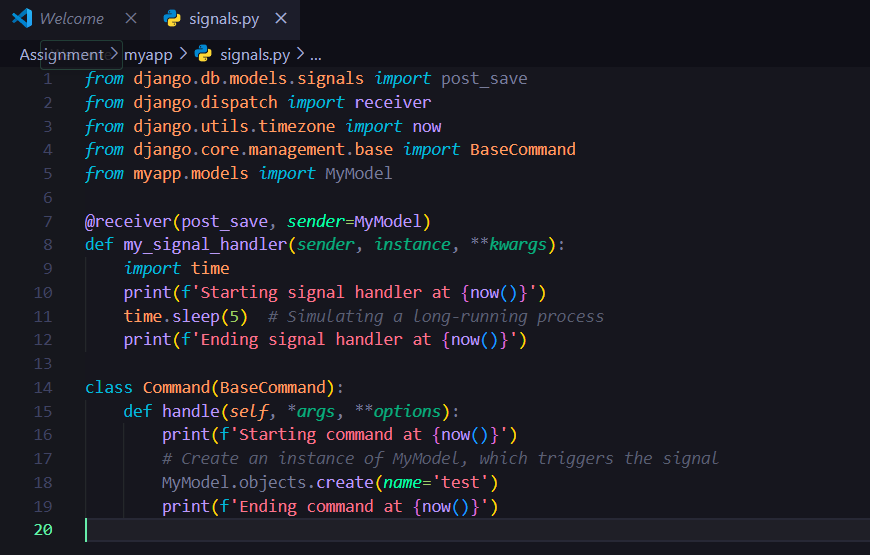 Welcome
signals.py
Assignment > myapp > signals.py > ...
1 from django.db.models.signals import post_save
2 from django.dispatch import receiver
3 from django.utils.timezone import now
4 from django.core.management.base import BaseCommand
5 from myapp.models import MyModel
6
7 @receiver(post_save, sender=MyModel)
8 def my_signal_handler(sender, instance, **kwargs):
9     import time
10     print(f'Starting signal handler at {now()}')
11     time.sleep(5)  # Simulating a long-running process
12     print(f'Ending signal handler at {now()}')
13
14 class Command(BaseCommand):
15     def handle(self, *args, **options):
16         print(f'Starting command at {now()}')
17         # Create an instance of MyModel, which triggers the signal
18         MyModel.objects.create(name='test')
19         print(f'Ending command at {now()}')
20